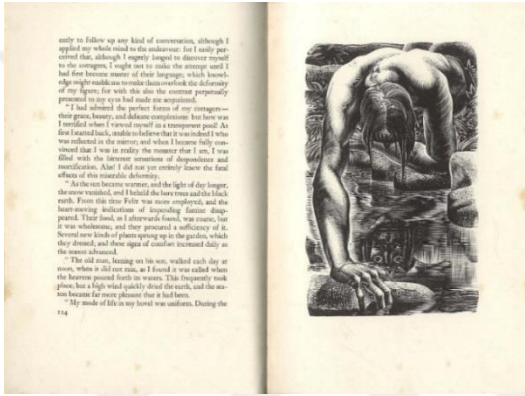 ently to follow up any kind of conversation, although I
applied my whole mind to the endeavour: for I easily per-
ceived that, although I eagerly longed to discover myself
to the cottagers, I ought not to make the attempt until I
had first become master of their language; which knowl-
edge might enable me to make them overlook the deformity
of my figure; for with this also the contrast perpetually
presented to my eyes had made me acquainted.
" I had admired the perfect forms of my cottagers—
their grace, beauty, and delicate complexions: but how was
I terrified when I viewed myself in a transparent pool! At
first I started back, unable to believe that it was indeed I who
was reflected in the mirror; and when I became fully con-
vinced that I was in reality the monster that I am, I was
filled with the bitterest sensations of despondence and
mortification. Alas! I did not yet entirely know the fatal
effects of this miserable deformity.
" As the sun became warmer, and the light of day longer,
the snow vanished, and I beheld the bare trees and the black
earth. From this time Felix was more employed, and the
heart-moving indications of impending famine disap-
peared. Their food, as I afterwards found, was coarse, but
it was wholesome; and they procured a sufficiency of it.
Several new kinds of plants sprung up in the garden, which
they dressed; and these signs of comfort increased daily as
the season advanced.
" The old man, leaning on his son, walked each day at
noon, when it did not rain, as I found it was called when
the heavens poured forth its waters. This frequently took
place; but a high wind quickly dried the earth, and the sea-
son became far more pleasant than it had been.
" My mode of life in my hovel was uniform. During the
124